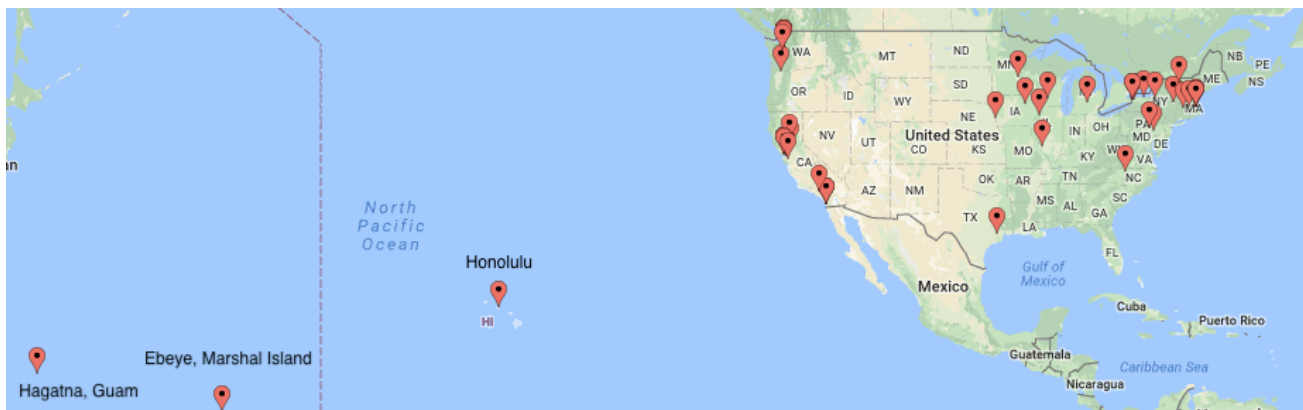 NB
PE
WA
MT
ND
ME
NS
OR
ID
WY
SD
NE
IA
NY
MA
NV
UT
CO
United States
KS
MO
IN
OH
PA
MD
DE
KY
VA
CA
AZ
NM
OK
AR
TN
NC
SC
MS
AL
GA
TX
LA
FL
an
North
Pacific
Ocean
Honolulu
HI
Gulf of
Mexico
Mexico
Cuba
Puerto Rico
Ebeye, Marshal Island
Guatemala
Caribbean Sea
Hagatna, Guam
Nicaragua